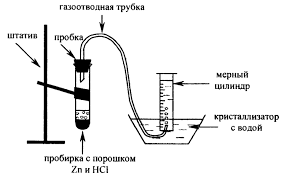 газоотводная трубка
штатив
пробка
мерный
цилиндр
кристаллизатор
с водой
пробирка с порошком
Zn и HCl